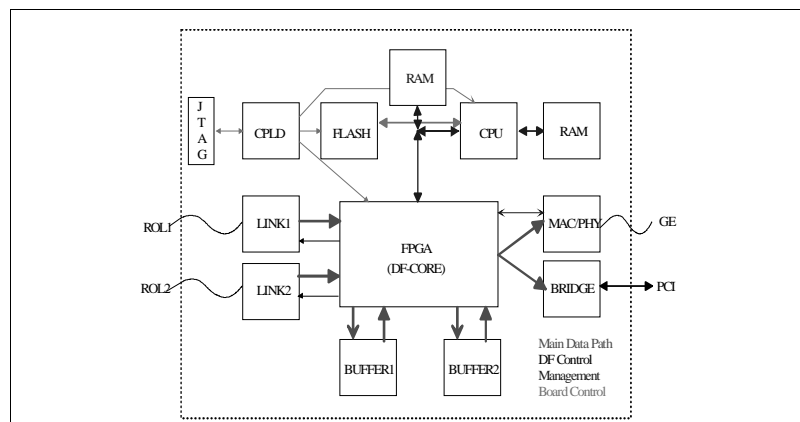 RAM
J
T
A
G
CPLD
FLASH
CPU
RAM
ROL1
LINK1
FPGA
(DF-CORE)
MAC/PHY
GE
ROL2
LINK2
BRIDGE
PCI
BUFFER1
BUFFER2
Main Data Path
DF Control
Management
Board Control